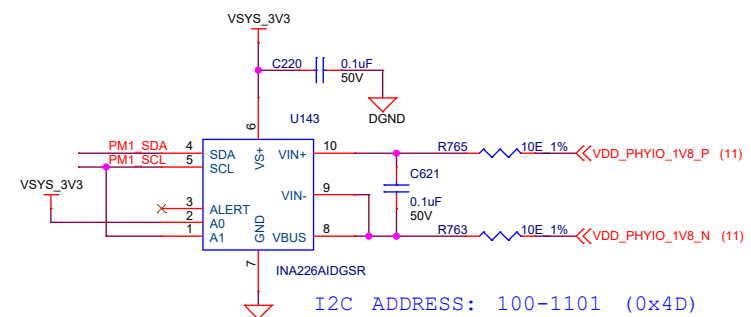 VSYS_3V3
C220 0.1uF
50V
DGND
U143
6
PM1_SDA 4 SDA VS+ VIN+ 10 R765 10E_1% VDD_PHYIO_1V8_P (11)
PM1_SCL 5 SCL
C621
VSYS_3V3
VIN- 9
0.1uF
50V
3 ALERT
2 A0
1 A1 GND VBUS 8 R763 10E_1% VDD_PHYIO_1V8_N (11)
7
INA226AIDGSR
I2C ADDRESS: 100-1101 (0x4D)